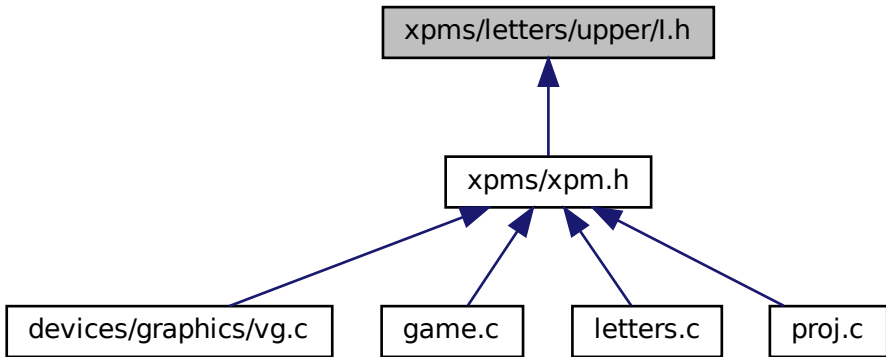 xpms/letters/upper/I.h
xpms/xpm.h
devices/graphics/vg.c
game.c
letters.c
proj.c